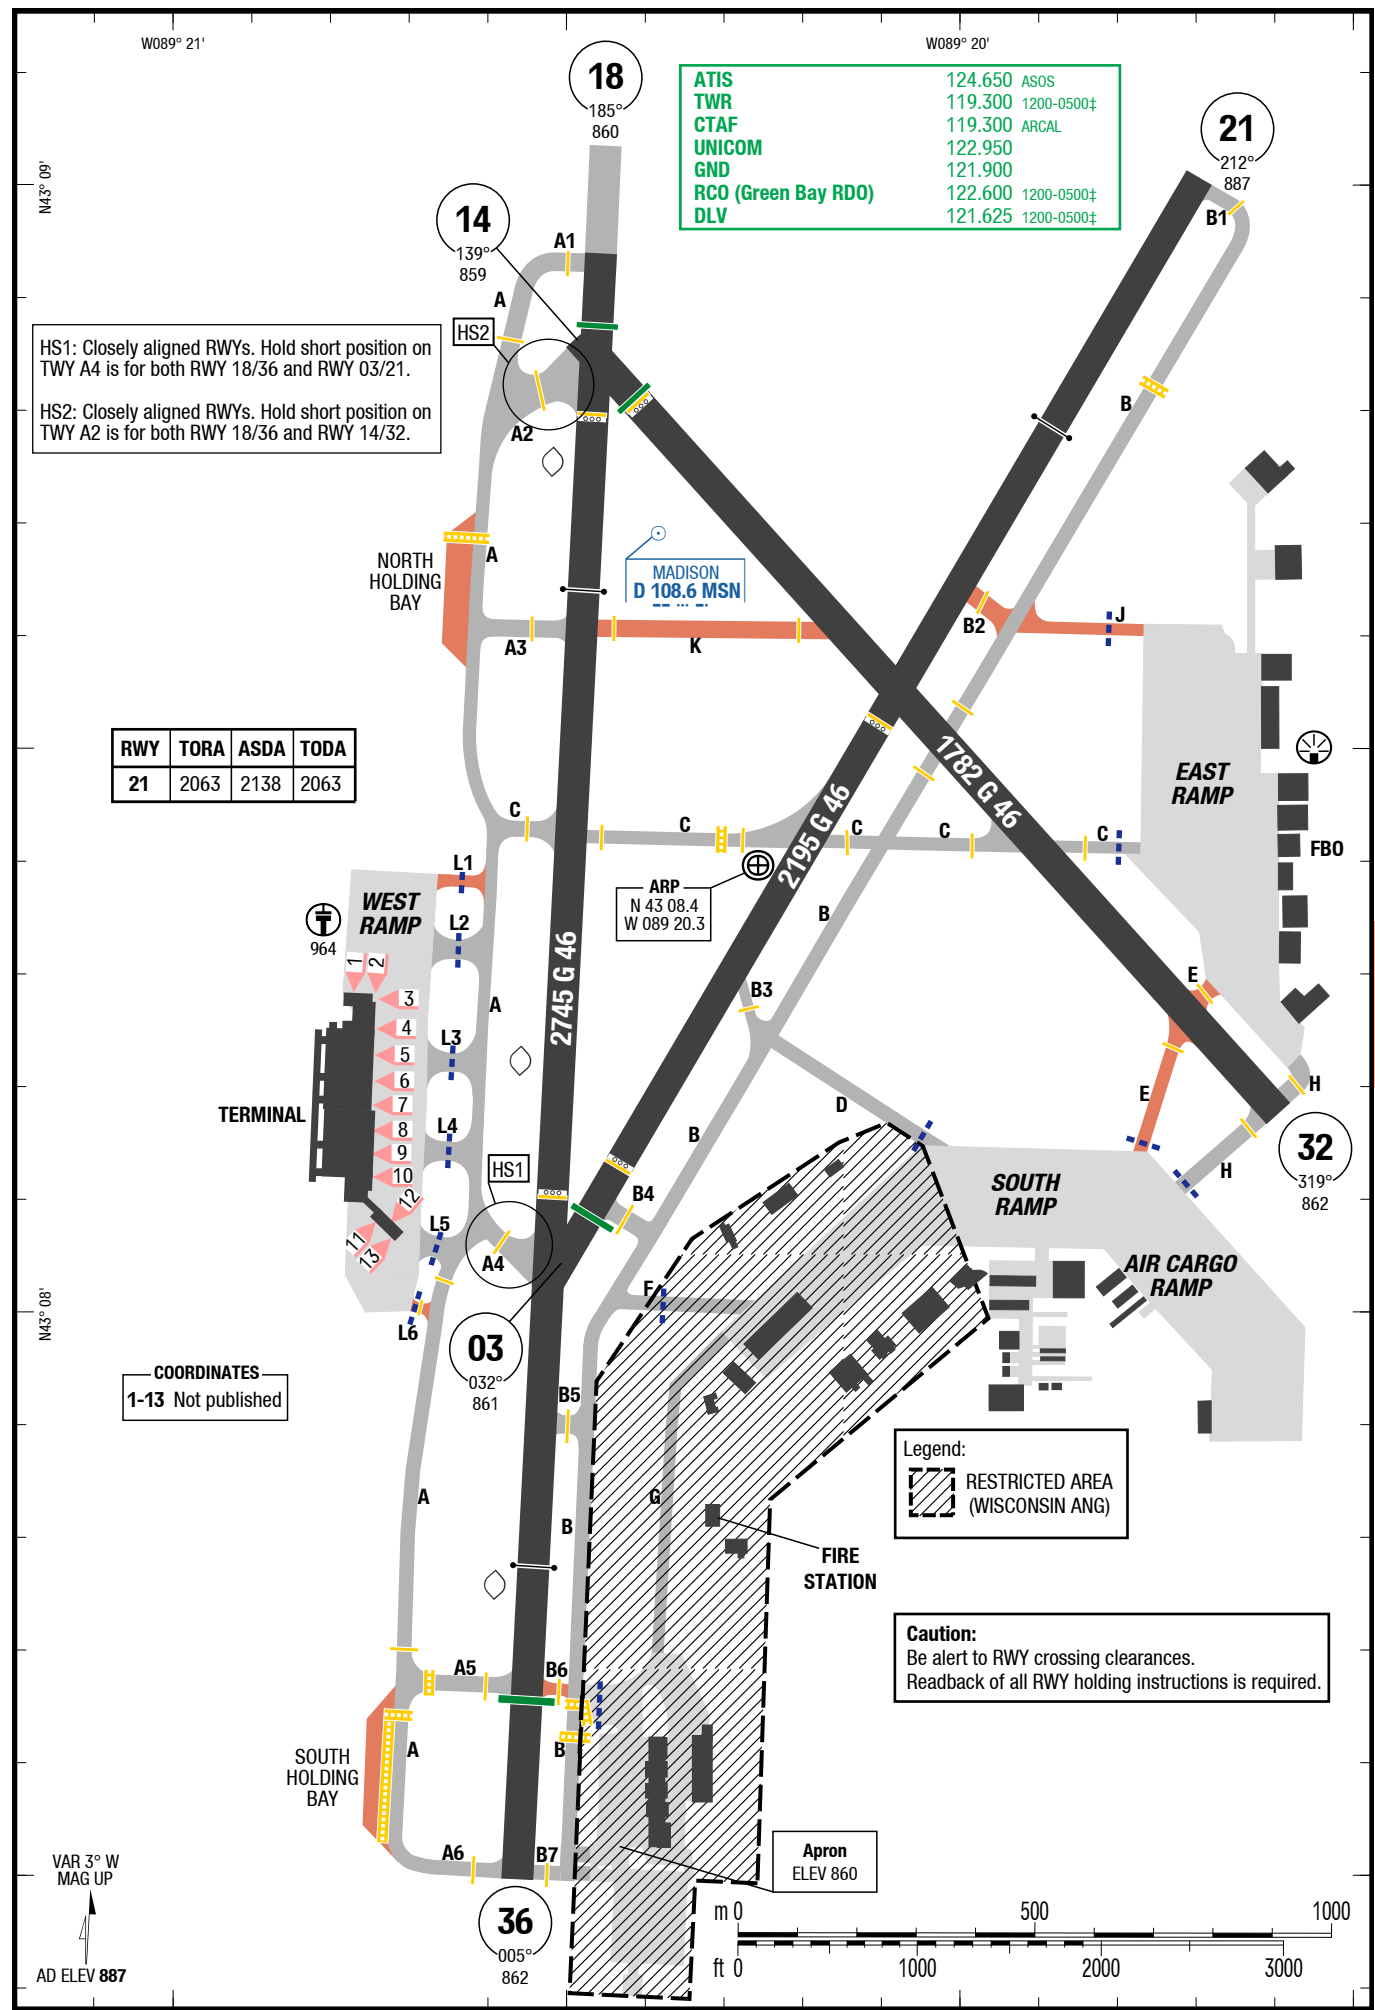 W089° 21'
W089° 20'
18
185°
860
ATIS 124.650 ASOS
TWR 119.300 1200-0500‡
CTAF 119.300 ARCAL
UNICOM 122.950
GND 121.900
RCO (Green Bay RDO) 122.600 1200-0500‡
DLV 121.625 1200-0500‡
21
212°
887
N43° 09'
14
139°
859
A1
B1
A
HS2
HS1: Closely aligned RWYs. Hold short position on
TWY A4 is for both RWY 18/36 and RWY 03/21.
HS2: Closely aligned RWYs. Hold short position on
TWY A2 is for both RWY 18/36 and RWY 14/32.
A2
B
NORTH
HOLDING
BAY
A
MADISON
D 108.6 MSN
A3
K
B2
J
RWY TORA ASDA TODA
21 2063 2138 2063
1782 G 46
EAST
RAMP
C
C
C
C
C
2195 G 46
FBO
L1
ARP
N 43 08.4
W 089 20.3
WEST
RAMP
L2
B
964
1
2
2745 G 46
3
A
B3
E
4
L3
5
6
H
7
TERMINAL
D
E
L4
8
B
9
32
319°
862
HS1
10
H
12
B4
SOUTH
RAMP
L5
11
13
A4
AIR CARGO
RAMP
F
N43° 08'
L6
03
032°
861
COORDINATES
1-13 Not published
B5
Legend:
RESTRICTED AREA
(WISCONSIN ANG)
A
G
B
FIRE
STATION
Caution:
Be alert to RWY crossing clearances.
Readback of all RWY holding instructions is required.
A5
B6
A
B
SOUTH
HOLDING
BAY
A6
B7
Apron
ELEV 860
VAR 3° W
MAG UP
36
005°
862
m 0 500 1000
ft 0 1000 2000 3000
AD ELEV 887